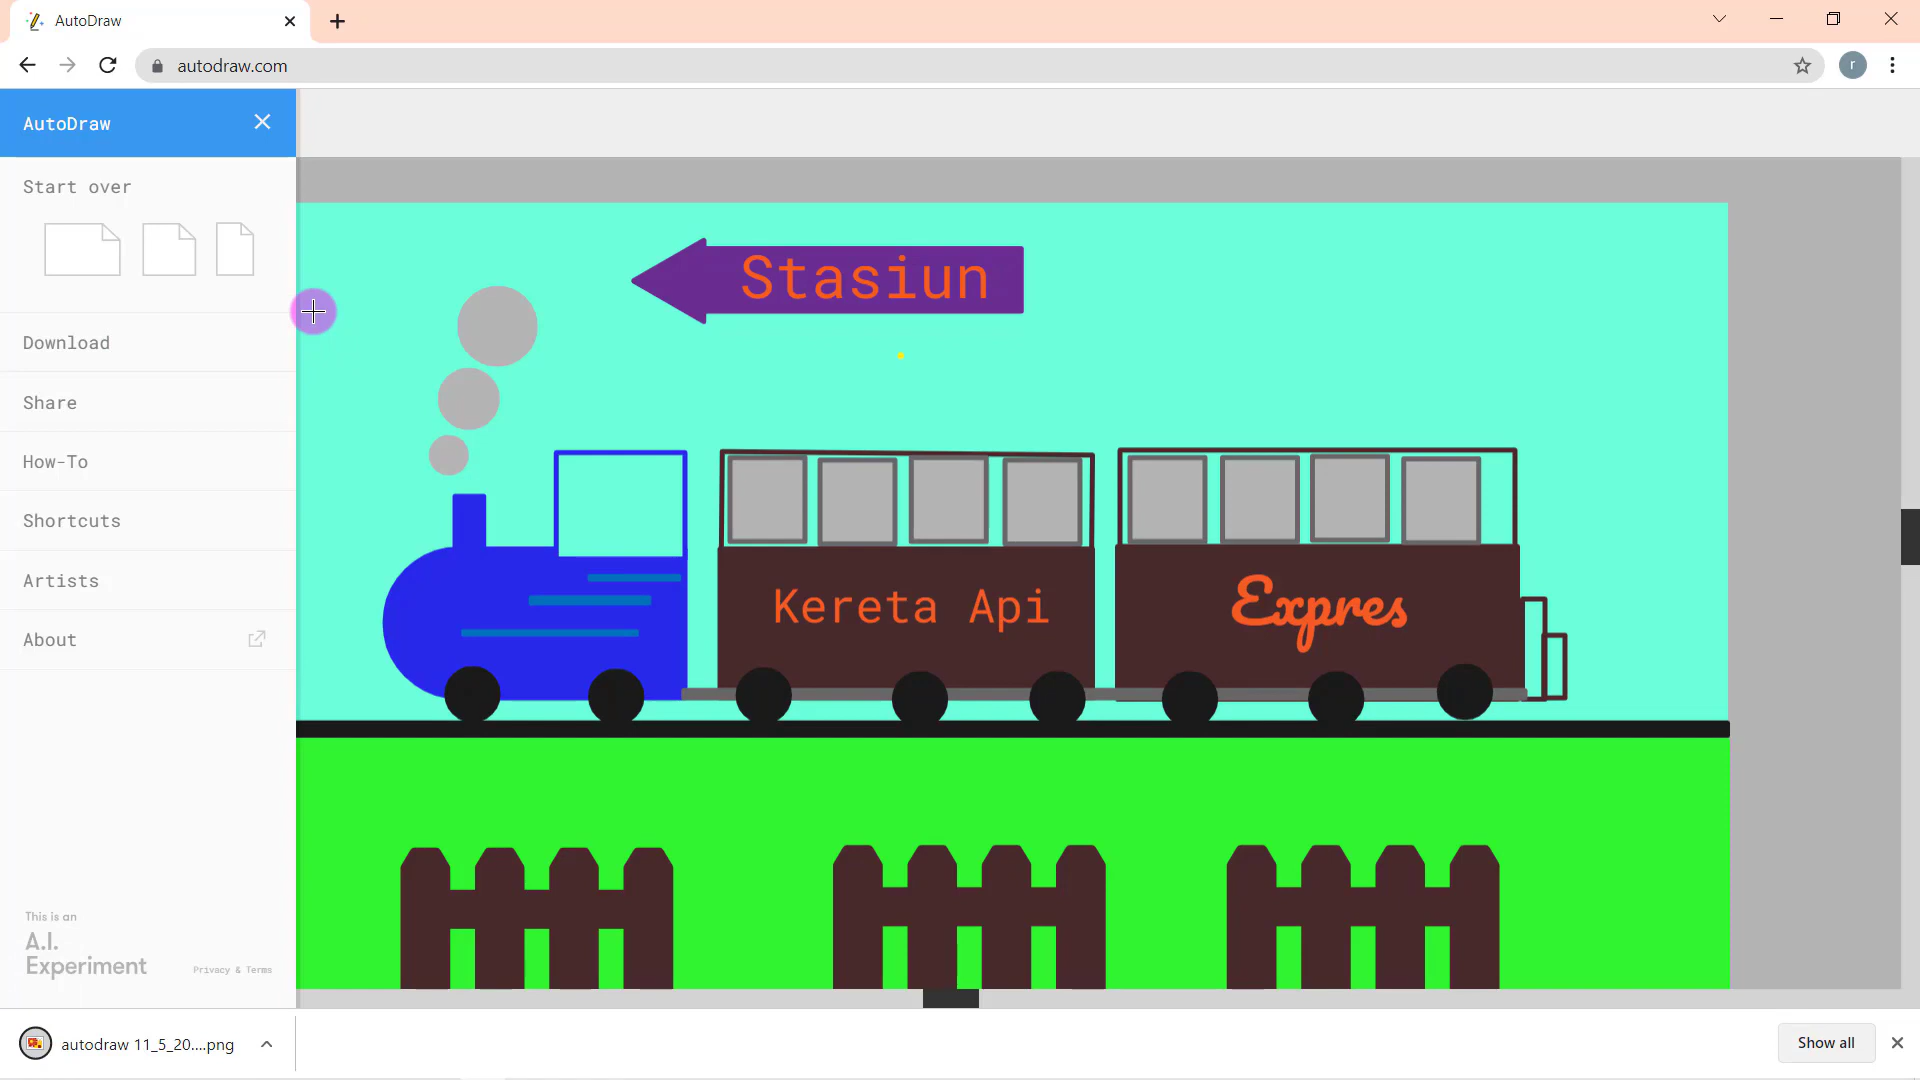 AutoDraw
autodraw.com
r
AutoDraw
Start over
Download
Share
How-To
Shortcuts
Artists
About
This is an
A.I.
Experiment
Privacy & Terms
Stasiun
Kereta Api
Expres
autodraw 11_5_20....png
Show all